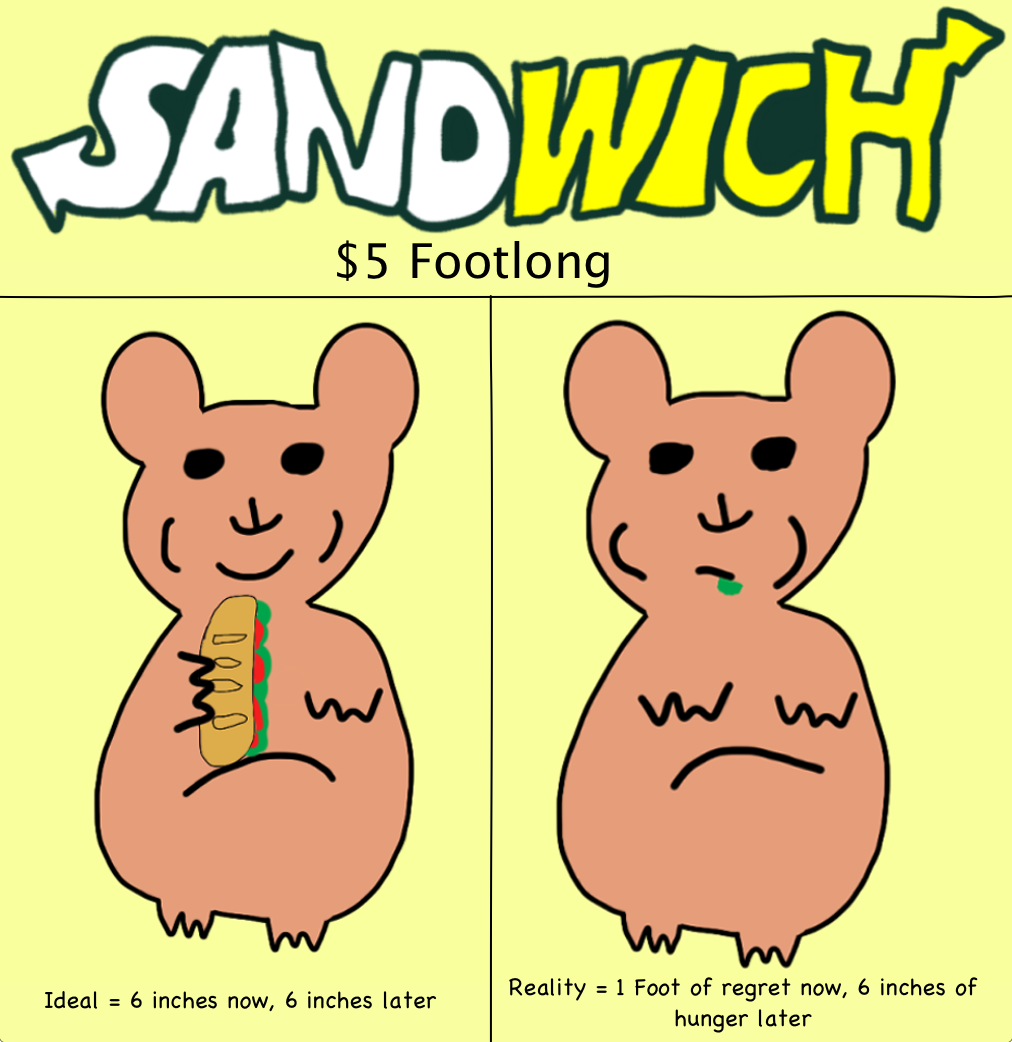 SANDWICH
$5 Footlong
Ideal = 6 inches now, 6 inches later
Reality = 1 Foot of regret now, 6 inches of
hunger later